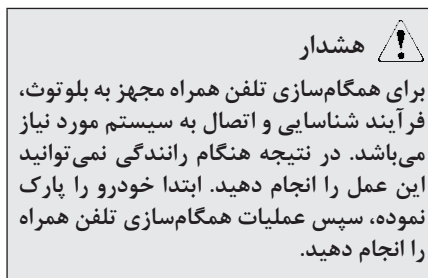 هشدار
برای همگام‌سازی تلفن همراه مجهز به بلوتوث،
فرآیند شناسایی و اتصال به سیستم مورد نیاز
می‌باشد. در نتیجه هنگام رانندگی نمی‌توانید
این عمل را انجام دهید. ابتدا خودرو را پارک
نموده، سپس عملیات همگام‌سازی تلفن همراه
را انجام دهید.